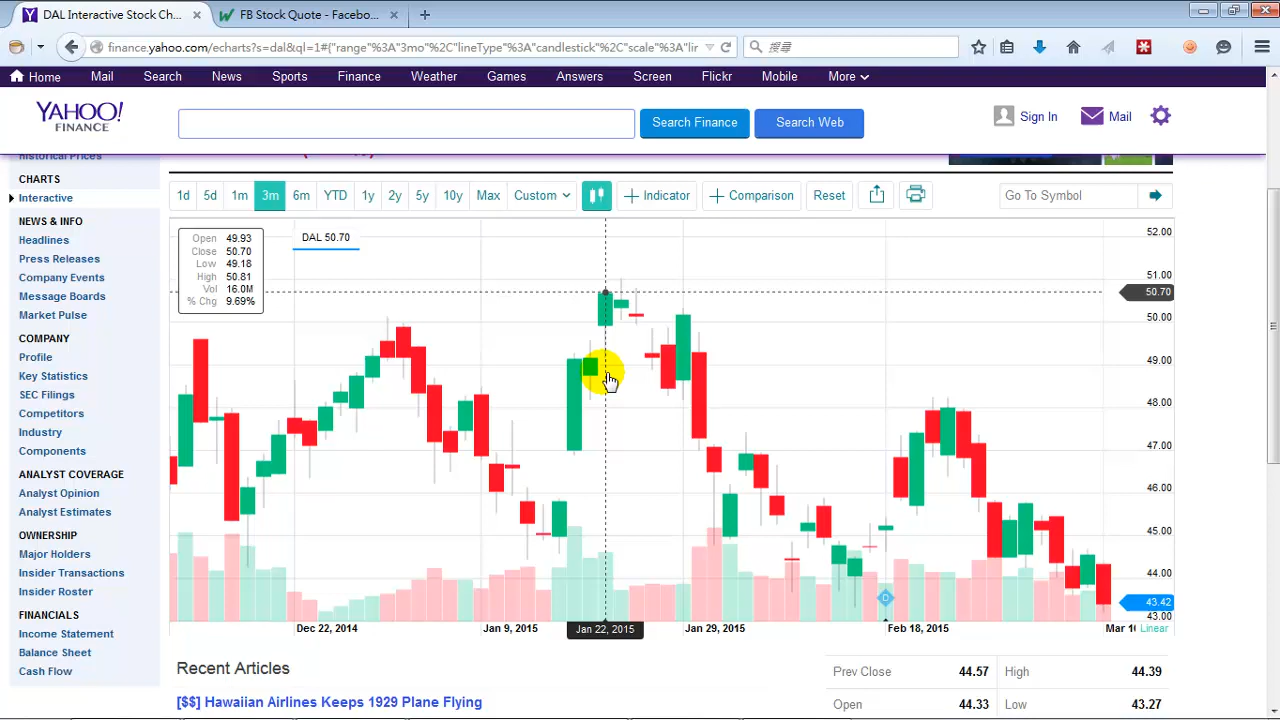 DAL Interactive Stock Ch...
FB Stock Quote - Facebo...
finance.yahoo.com/echarts?s=dal&ql=1#{"range"%3A"3mo"%2C"lineType"%3A"candlestick"%2C"scale"%3A"lir
搜尋
Home Mail Search News Sports Finance Weather Games Answers Screen Flickr Mobile More
YAHOO!
FINANCE
Search Finance
Search Web
Sign In
Mail
Historical Prices
CHARTS
Interactive
NEWS & INFO
Headlines
Press Releases
Company Events
Message Boards
Market Pulse
COMPANY
Profile
Key Statistics
SEC Filings
Competitors
Industry
Components
ANALYST COVERAGE
Analyst Opinion
Analyst Estimates
OWNERSHIP
Major Holders
Insider Transactions
Insider Roster
FINANCIALS
Income Statement
Balance Sheet
Cash Flow
1d 5d 1m 3m 6m YTD 1y 2y 5y 10y Max Custom Indicator Comparison Reset
Go To Symbol
Open 49.93
Close 50.70
Low 49.18
High 50.81
Vol 16.0M
% Chg 9.69%
DAL 50.70
52.00
51.00
50.70
50.00
49.00
48.00
47.00
46.00
45.00
44.00
43.42
43.00
D
Dec 22, 2014 Jan 9, 2015 Jan 22, 2015 Jan 29, 2015 Feb 18, 2015 Mar 10 Linear
Recent Articles
[$$] Hawaiian Airlines Keeps 1929 Plane Flying
Prev Close 44.57 High 44.39
Open 44.33 Low 43.27